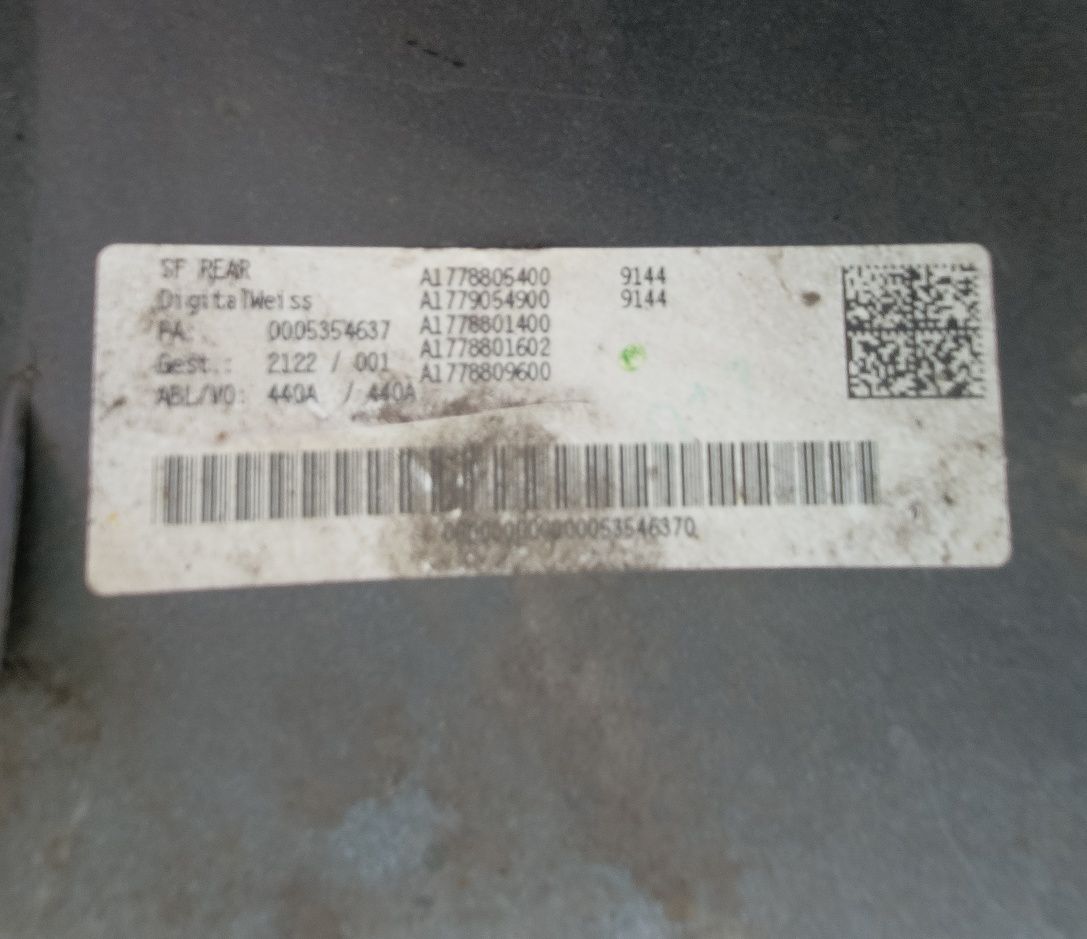 SF REAR
DigitalWeiss
FA: 0005354637
Gest.: 2122 / 001
ABL/VO: 440A / 440A
A1778805400 9144
A1779054900 9144
A1778801400
A1778801602
A1778809600